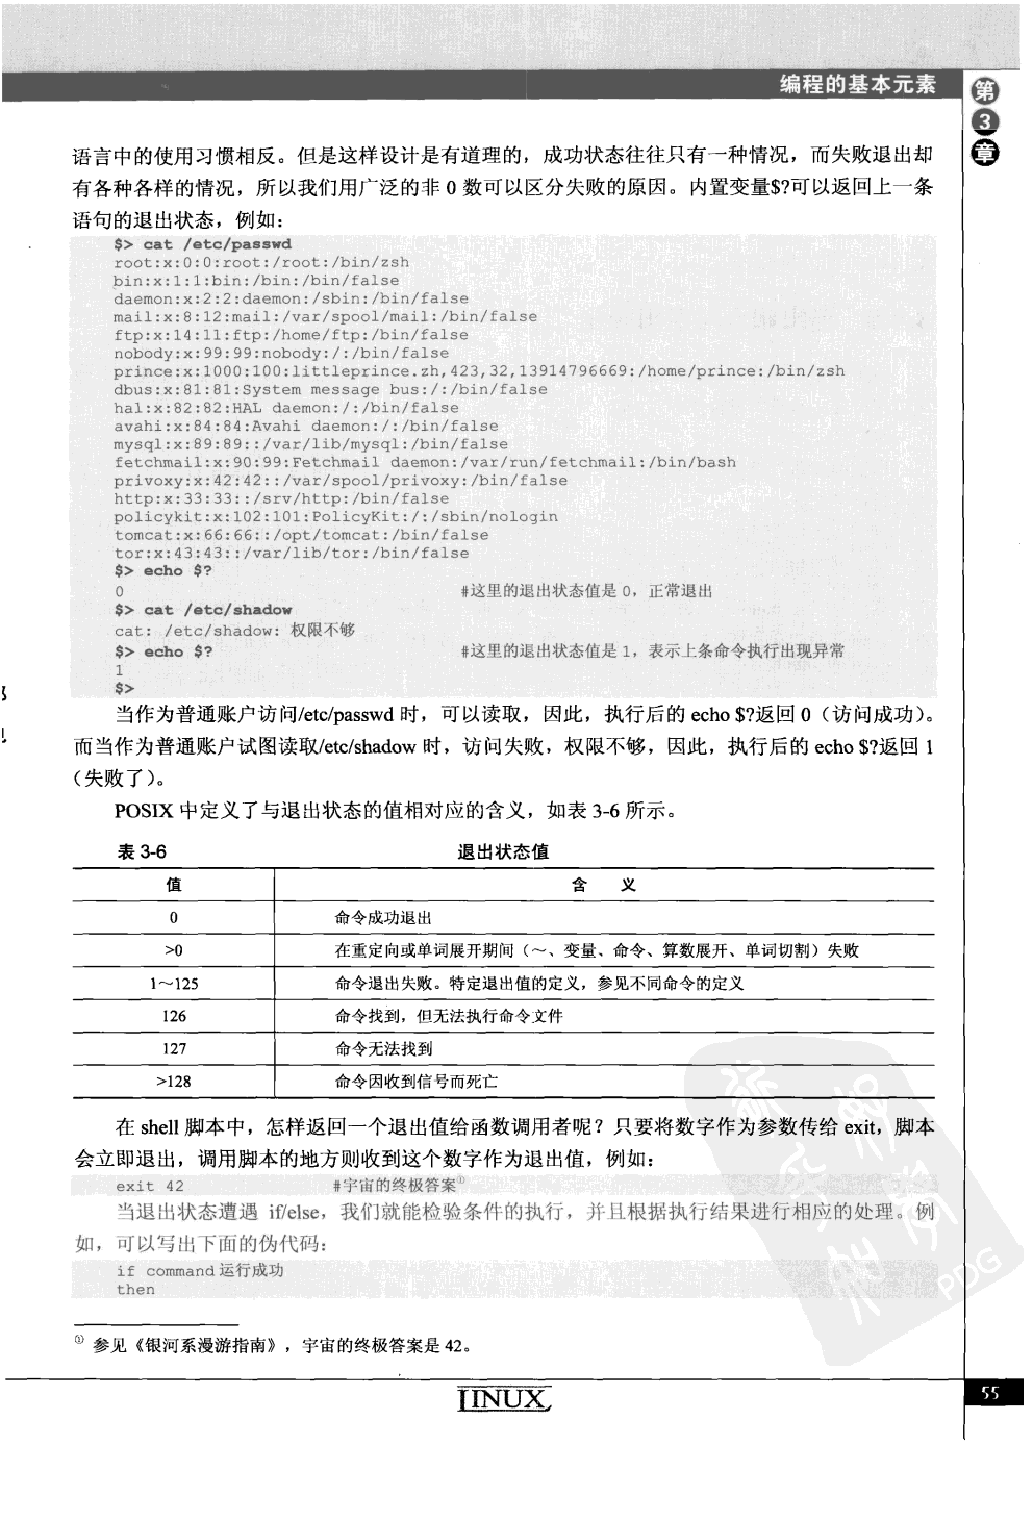 编程的基本元素
第
3
章
语言中的使用习惯相反。但是这样设计是有道理的，成功状态往往只有一种情况，而失败退出却
有各种各样的情况，所以我们用广泛的非 0 数可以区分失败的原因。内置变量$?可以返回上一条
语句的退出状态，例如：
$> cat /etc/passwd
root:x:0:0:root:/root:/bin/zsh
bin:x:1:1:bin:/bin:/bin/false
daemon:x:2:2:daemon:/sbin:/bin/false
mail:x:8:12:mail:/var/spool/mail:/bin/false
ftp:x:14:11:ftp:/home/ftp:/bin/false
nobody:x:99:99:nobody:/:/bin/false
prince:x:1000:100:littleprince.zh,423,32,13914796669:/home/prince:/bin/zsh
dbus:x:81:81:System message bus:/:/bin/false
hal:x:82:82:HAL daemon:/:/bin/false
avahi:x:84:84:Avahi daemon:/:/bin/false
mysql:x:89:89::/var/lib/mysql:/bin/false
fetchmail:x:90:99:Fetchmail daemon:/var/run/fetchmail:/bin/bash
privoxy:x:42:42::/var/spool/privoxy:/bin/false
http:x:33:33::/srv/http:/bin/false
policykit:x:102:101:PolicyKit:/:/sbin/nologin
tomcat:x:66:66::/opt/tomcat:/bin/false
tor:x:43:43::/var/lib/tor:/bin/false
$> echo $?
0 #这里的退出状态值是 0，正常退出
$> cat /etc/shadow
cat: /etc/shadow: 权限不够
$> echo $? #这里的退出状态值是 1，表示上条命令执行出现异常
1
$>
当作为普通账户访问/etc/passwd 时，可以读取，因此，执行后的 echo $?返回 0（访问成功）。
而当作为普通账户试图读取/etc/shadow 时，访问失败，权限不够，因此，执行后的 echo $?返回 1
（失败了）。
POSIX 中定义了与退出状态的值相对应的含义，如表 3-6 所示。
表 3-6 退出状态值
值 含 义
0 命令成功退出
>0 在重定向或单词展开期间（～、变量、命令、算数展开、单词切割）失败
1～125 命令退出失败。特定退出值的定义，参见不同命令的定义
126 命令找到，但无法执行命令文件
127 命令无法找到
>128 命令因收到信号而死亡
在 shell 脚本中，怎样返回一个退出值给函数调用者呢？只要将数字作为参数传给 exit，脚本
会立即退出，调用脚本的地方则收到这个数字作为退出值，例如：
exit 42 #宇宙的终极答案①
当退出状态遭遇 if/else，我们就能检验条件的执行，并且根据执行结果进行相应的处理。例
如，可以写出下面的伪代码：
if command 运行成功
then
① 参见《银河系漫游指南》，宇宙的终极答案是 42。
LINUX
55
PDG